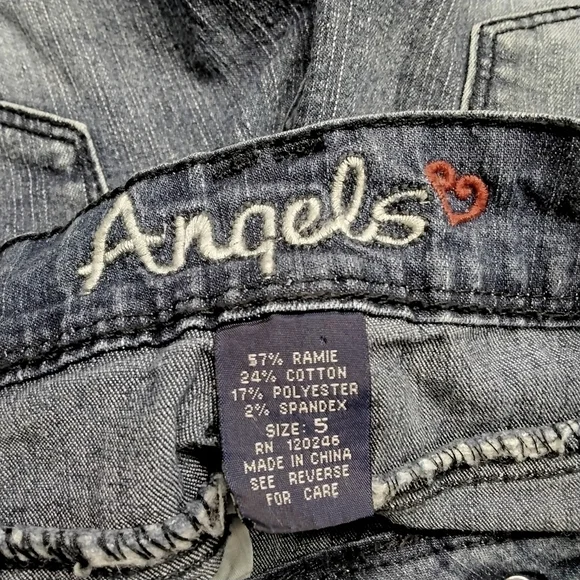 Angels
57% RAMIE
24% COTTON
17% POLYESTER
2% SPANDEX
SIZE: 5
RN 120246
MADE IN CHINA
SEE REVERSE
FOR CARE